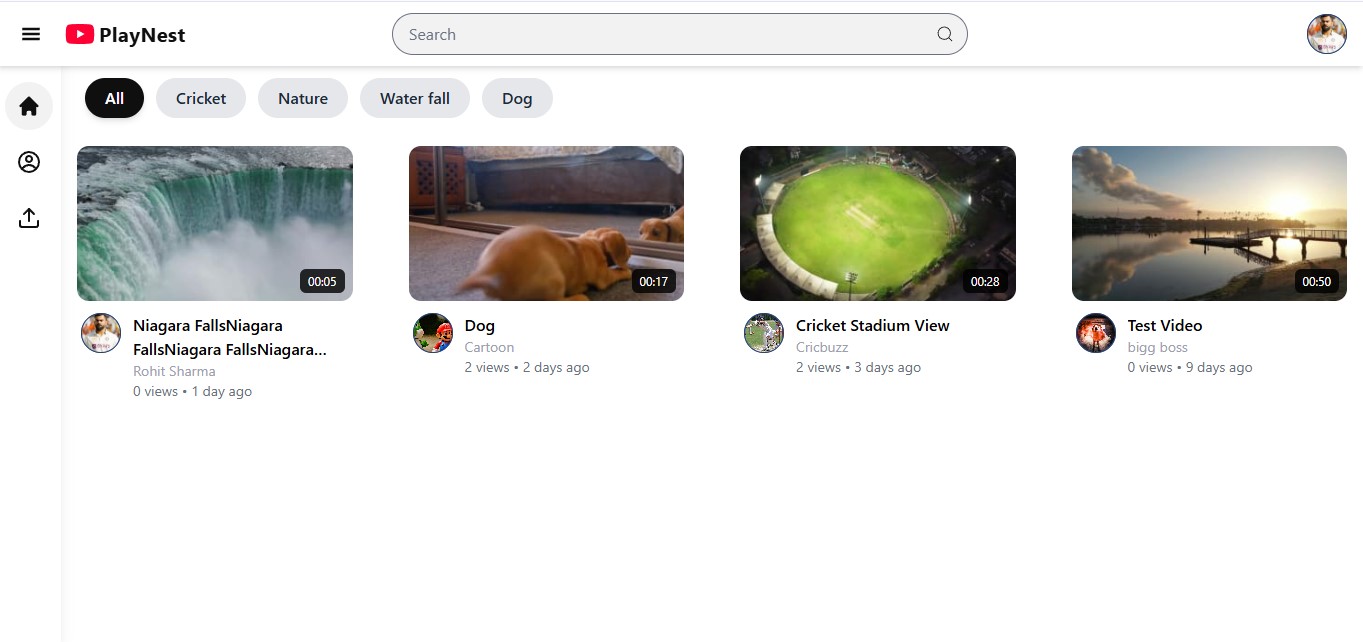 PlayNest
Search
All
Cricket
Nature
Water fall
Dog
00:05
00:17
00:28
00:50
Niagara FallsNiagara
FallsNiagara FallsNiagara...
Rohit Sharma
0 views • 1 day ago
Dog
Cartoon
2 views • 2 days ago
Cricket Stadium View
Cricbuzz
2 views • 3 days ago
Test Video
bigg boss
0 views • 9 days ago